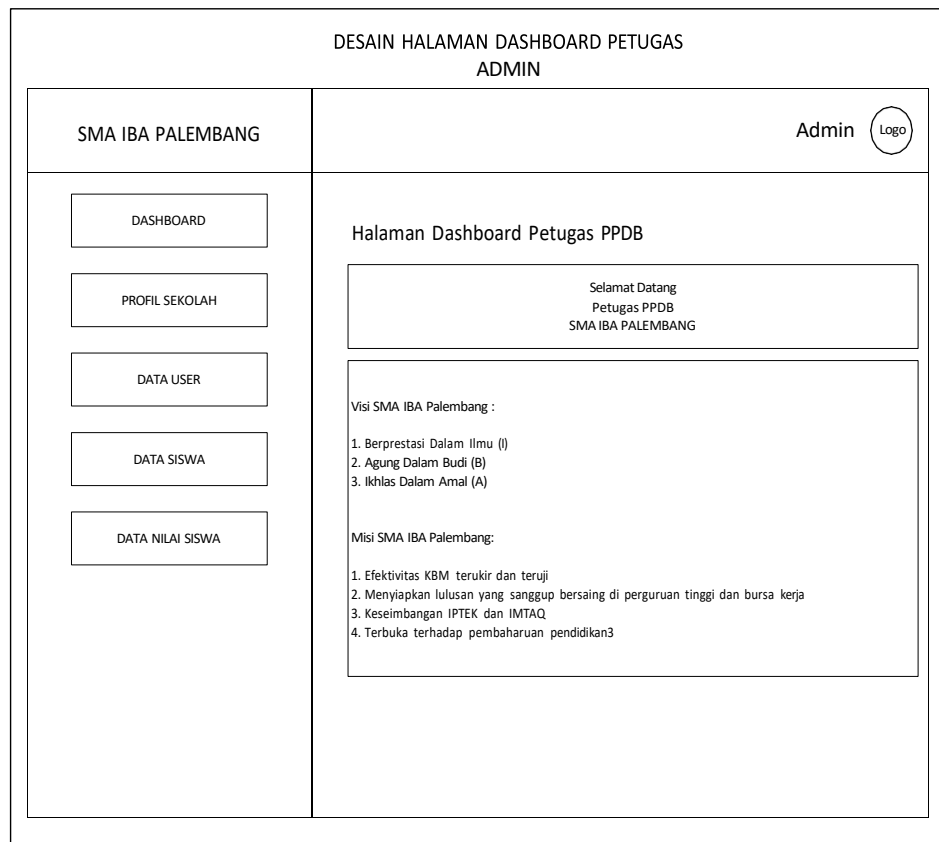 DESAIN HALAMAN DASHBOARD PETUGAS
ADMIN
SMA IBA PALEMBANG
Admin
Logo
DASHBOARD
PROFIL SEKOLAH
DATA USER
DATA SISWA
DATA NILAI SISWA
Halaman Dashboard Petugas PPDB
Selamat Datang
Petugas PPDB
SMA IBA PALEMBANG
Visi SMA IBA Palembang :
1. Berprestasi Dalam Ilmu (I)
2. Agung Dalam Budi (B)
3. Ikhlas Dalam Amal (A)
Misi SMA IBA Palembang:
1. Efektivitas KBM terukir dan teruji
2. Menyiapkan lulusan yang sanggup bersaing di perguruan tinggi dan bursa kerja
3. Keseimbangan IPTEK dan IMTAQ
4. Terbuka terhadap pembaharuan pendidikan3